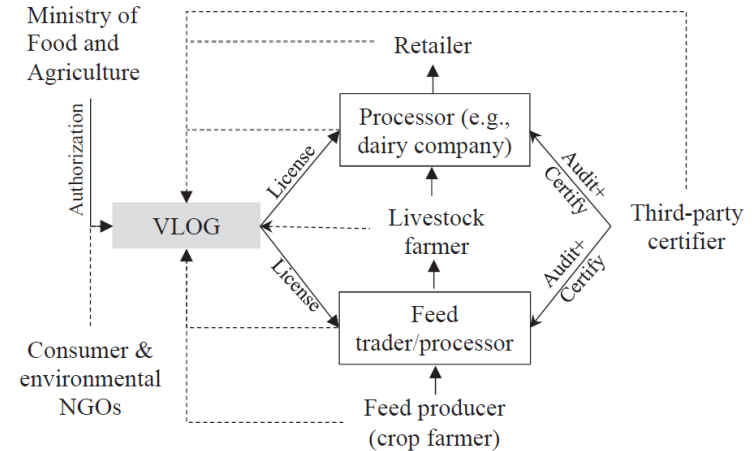 Ministry of
Food and
Agriculture
Retailer
Processor (e.g.,
dairy company)
Authorization
License
Audit+
Certify
VLOG
Livestock
farmer
Third-party
certifier
License
Audit+
Certify
Feed
trader/processor
Consumer &
environmental
NGOs
Feed producer
(crop farmer)